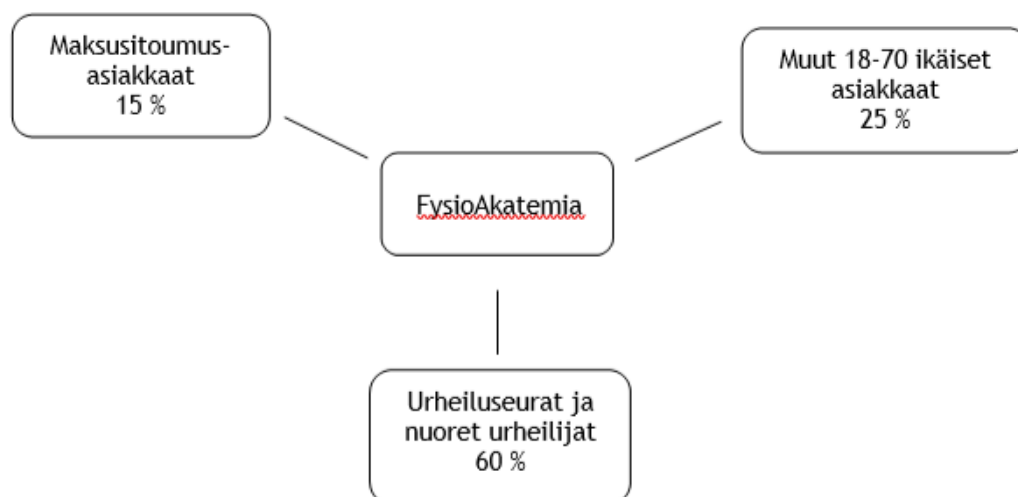 Maksusitoumus-
asiakkaat
15 %
Muut 18-70 ikäiset
asiakkaat
25 %
FysioAkatemia
Urheiluseurat ja
nuoret urheilijat
60 %